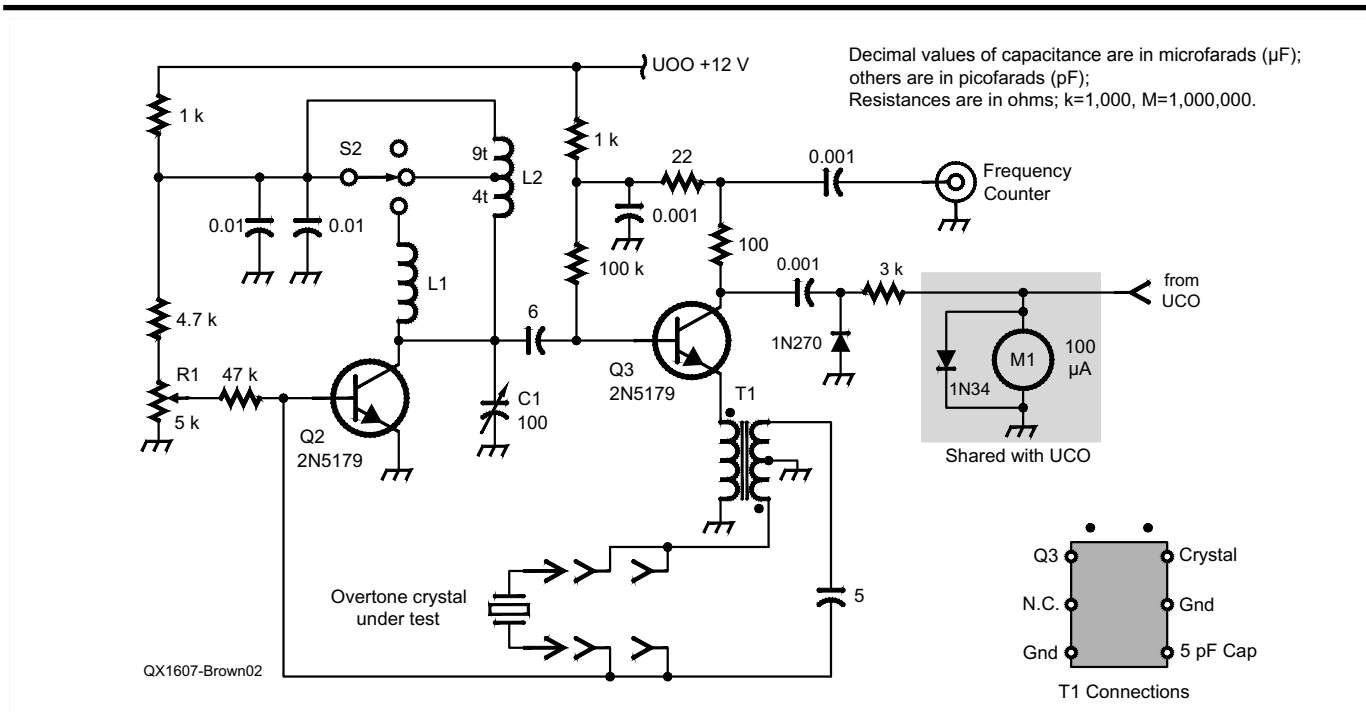 UOO +12 V
Decimal values of capacitance are in microfarads (µF);
others are in picofarads (pF);
Resistances are in ohms; k=1,000, M=1,000,000.
1 k
S2
9t
L2
4t
1 k
22
0.001
Frequency
Counter
0.01
0.01
0.001
100
100 k
L1
0.001
3 k
from
UCO
4.7 k
6
1N270
M1
100
µA
1N34
R1
47 k
5 k
Q3
2N5179
T1
C1
100
Q2
2N5179
Shared with UCO
Overtone crystal
under test
5
Q3
Crystal
N.C.
Gnd
Gnd
5 pF Cap
T1 Connections
QX1607-Brown02